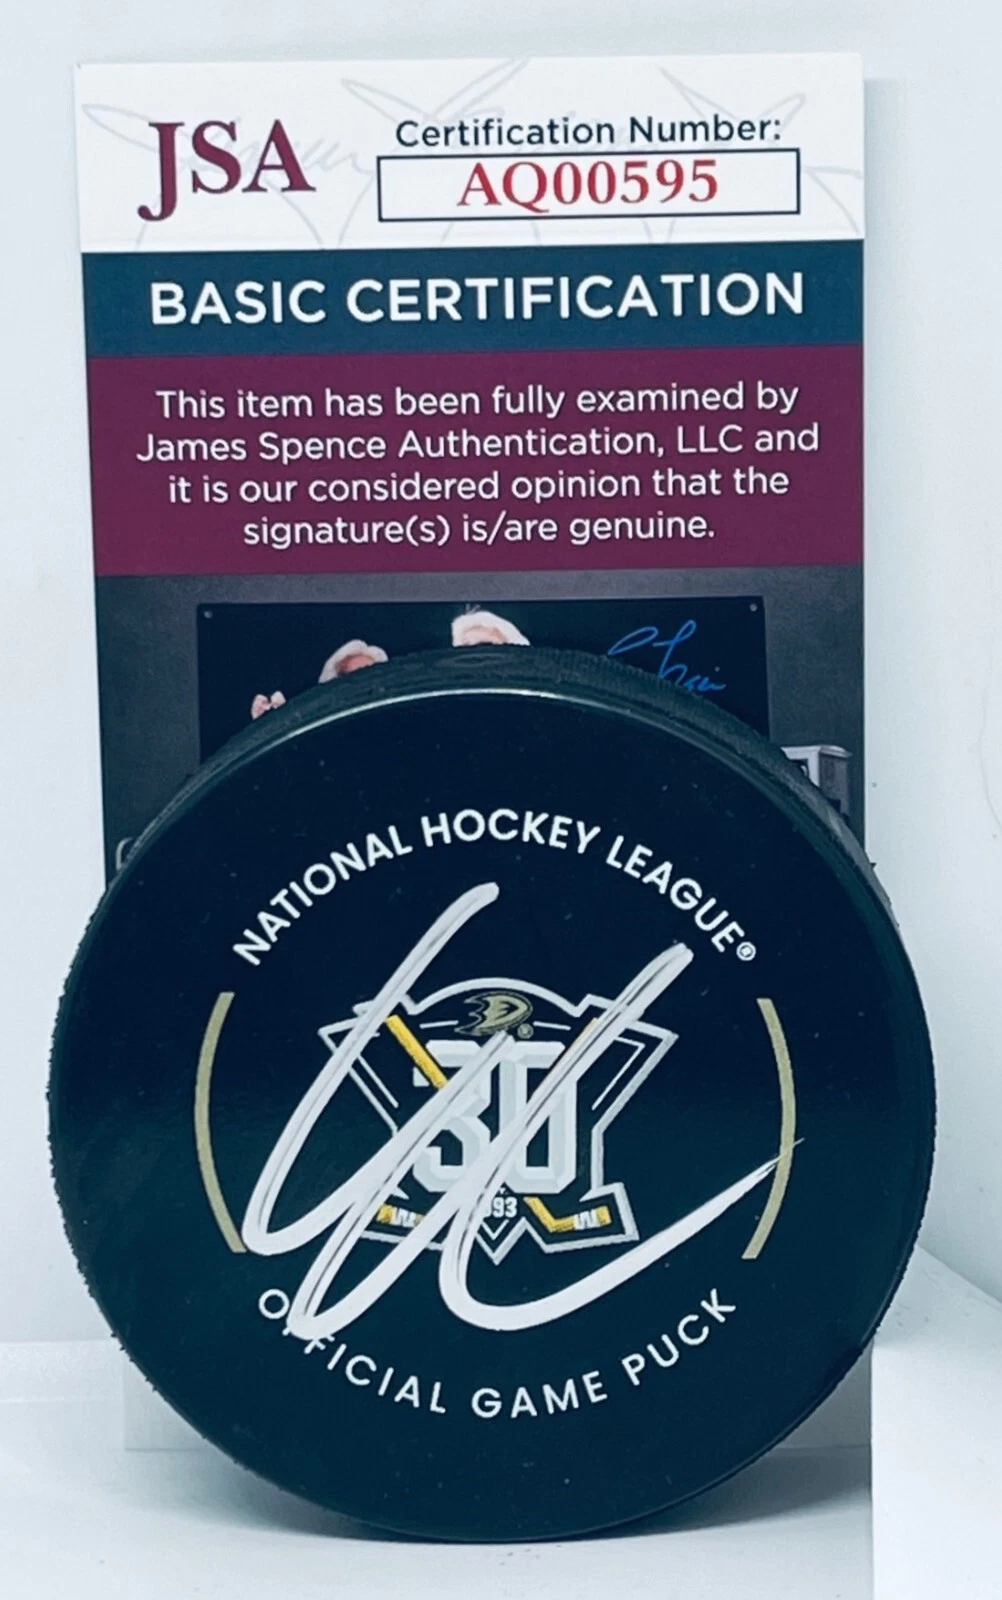 JSA
Certification Number:
AQ00595
BASIC CERTIFICATION
This item has been fully examined by
James Spence Authentication, LLC and
it is our considered opinion that the
signature(s) is/are genuine.
NATIONAL HOCKEY LEAGUE®
30
93
OFFICIAL GAME PUCK